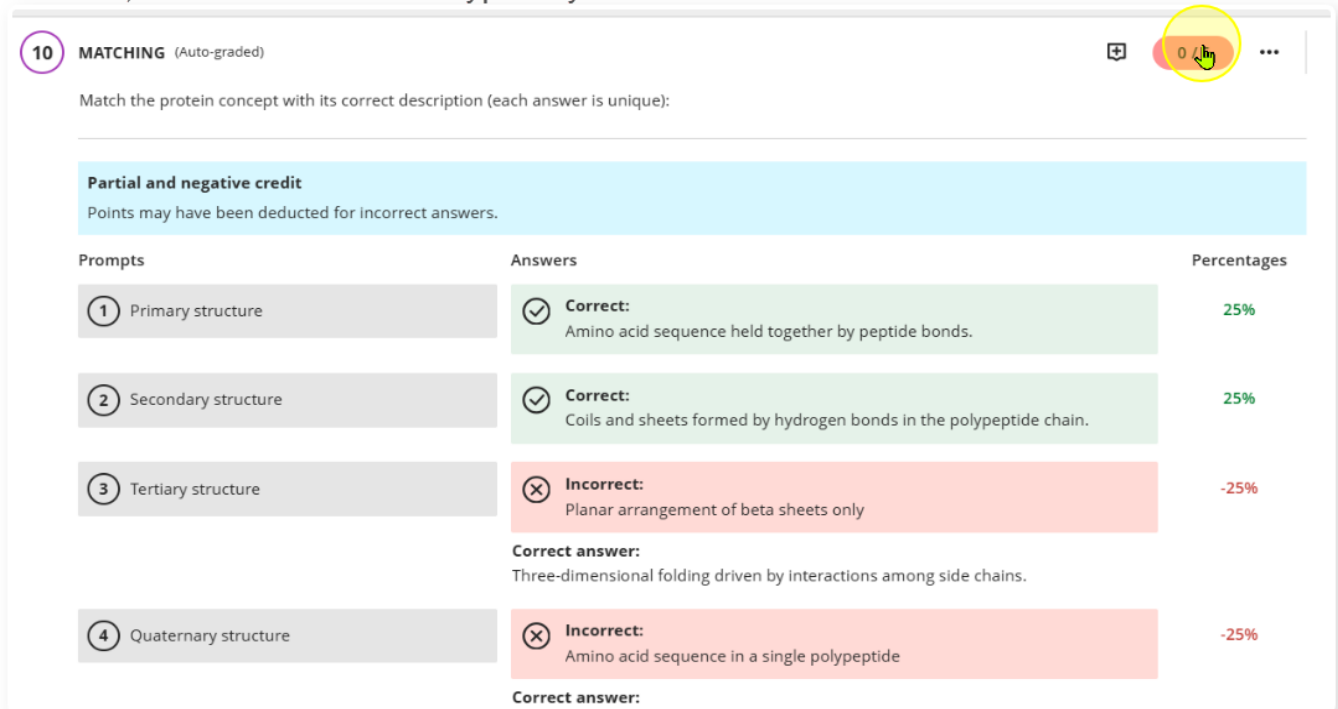 10 MATCHING (Auto-graded) 0 /
Match the protein concept with its correct description (each answer is unique):
Partial and negative credit
Points may have been deducted for incorrect answers.
Prompts Answers Percentages
1 Primary structure
Correct:
Amino acid sequence held together by peptide bonds.
25%
2 Secondary structure
Correct:
Coils and sheets formed by hydrogen bonds in the polypeptide chain.
25%
3 Tertiary structure
Incorrect:
Planar arrangement of beta sheets only
-25%
Correct answer:
Three-dimensional folding driven by interactions among side chains.
4 Quaternary structure
Incorrect:
Amino acid sequence in a single polypeptide
-25%
Correct answer: